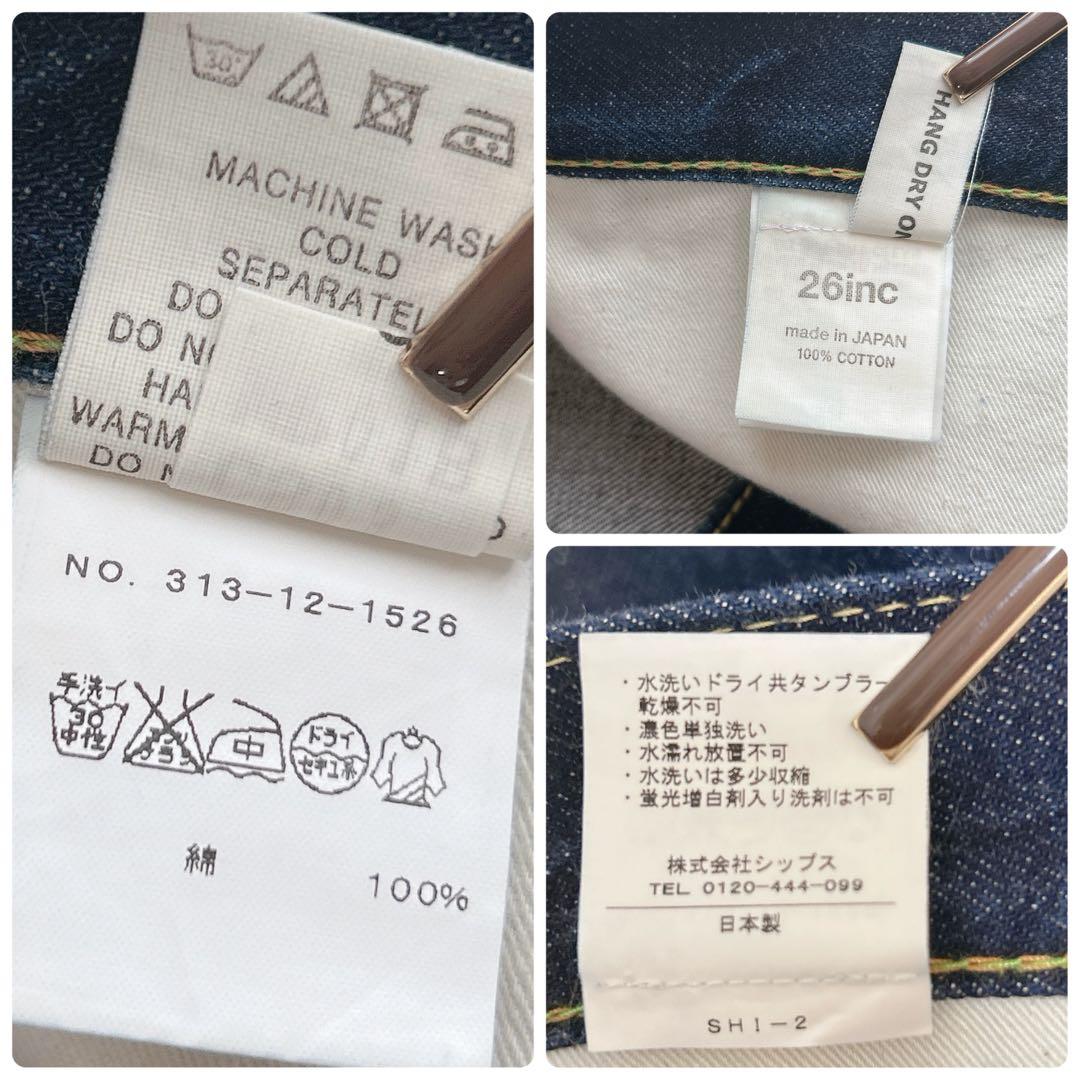 30°
MACHINE WASH
COLD
SEPARATEL
DO
DO N
HA
WARM
DO
NO. 313-12-1526
手洗イ
30
中性
中
ドライ
セキユ系
綿
100%
HANG DRY ON
26inc
made in JAPAN
100% COTTON
・水洗いドライ共タンブラー
乾燥不可
・濃色単独洗い
・水濡れ放置不可
・水洗いは多少収縮
・蛍光増白剤入り洗剤は不可
株式会社シップス
TEL 0120-444-099
日本製
SHI-2